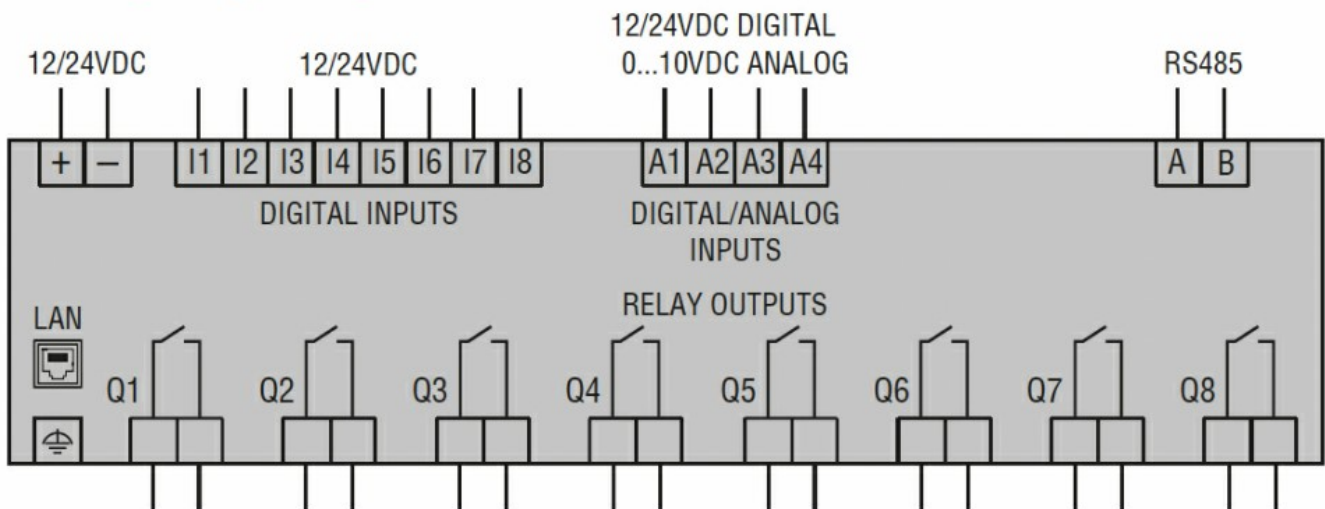 12/24VDC DIGITAL
12/24VDC 12/24VDC 0...10VDC ANALOG RS485
+ − I1 I2 I3 I4 I5 I6 I7 I8 A1 A2 A3 A4 A B
DIGITAL INPUTS DIGITAL/ANALOG
INPUTS
RELAY OUTPUTS
LAN
Q1 Q2 Q3 Q4 Q5 Q6 Q7 Q8